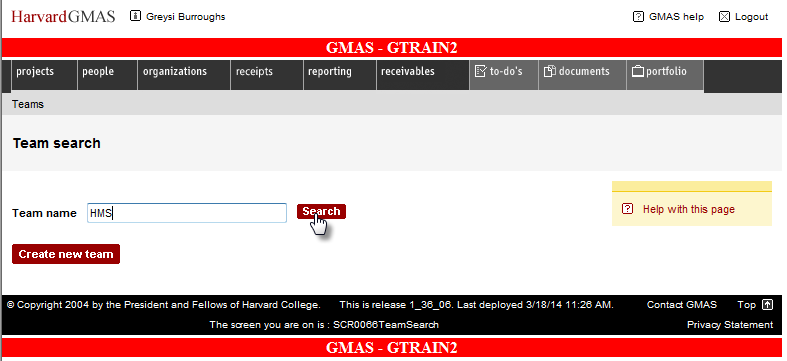 HarvardGMAS i Greysi Burroughs ? GMAS help Logout
GMAS - GTRAIN2
projects people organizations receipts reporting receivables to-do's documents portfolio
Teams
Team search
Team name HMS Search
? Help with this page
Create new team
© Copyright 2004 by the President and Fellows of Harvard College. This is release 1_36_06. Last deployed 3/18/14 11:26 AM. Contact GMAS Top
The screen you are on is : SCR0066TeamSearch Privacy Statement
GMAS - GTRAIN2